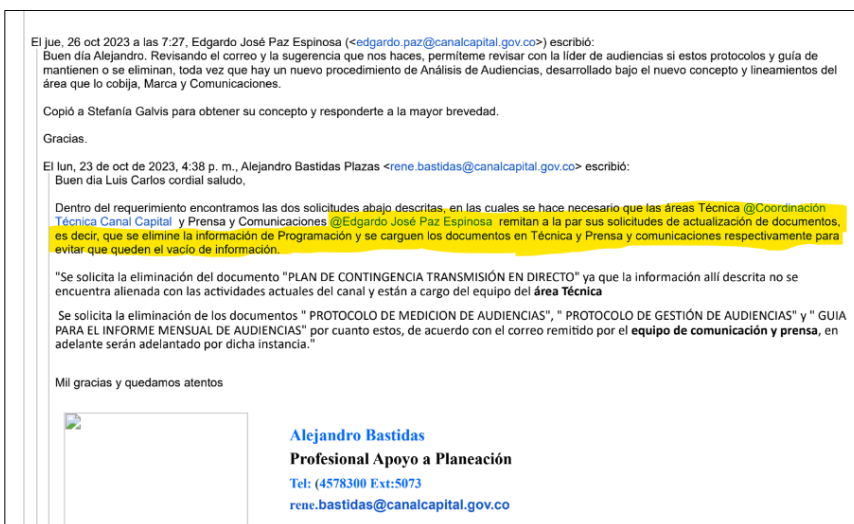 El jue, 26 oct 2023 a las 7:27, Edgardo José Paz Espinosa (<edgardo.paz@canalcapital.gov.co>) escribió:
Buen día Alejandro. Revisando el correo y la sugerencia que nos haces, permíteme revisar con la líder de audiencias si estos protocolos y guía de
mantienen o se eliminan, toda vez que hay un nuevo procedimiento de Análisis de Audiencias, desarrollado bajo el nuevo concepto y lineamientos del
área que lo cobija, Marca y Comunicaciones.
Copió a Stefanía Galvis para obtener su concepto y responderte a la mayor brevedad.
Gracias.
El lun, 23 de oct de 2023, 4:38 p. m., Alejandro Bastidas Plazas <rene.bastidas@canalcapital.gov.co> escribió:
Buen dia Luis Carlos cordial saludo,
Dentro del requerimiento encontramos las dos solicitudes abajo descritas, en las cuales se hace necesario que las áreas Técnica @Coordinación
Técnica Canal Capital y Prensa y Comunicaciones @Edgardo José Paz Espinosa remitan a la par sus solicitudes de actualización de documentos,
es decir, que se elimine la información de Programación y se carguen los documentos en Técnica y Prensa y comunicaciones respectivamente para
evitar que queden el vacío de información.
"Se solicita la eliminación del documento "PLAN DE CONTINGENCIA TRANSMISIÓN EN DIRECTO" ya que la información allí descrita no se
encuentra alienada con las actividades actuales del canal y están a cargo del equipo del área Técnica
Se solicita la eliminación de los documentos " PROTOCOLO DE MEDICION DE AUDIENCIAS", " PROTOCOLO DE GESTIÓN DE AUDIENCIAS" y " GUIA
PARA EL INFORME MENSUAL DE AUDIENCIAS" por cuanto estos, de acuerdo con el correo remitido por el equipo de comunicación y prensa, en
adelante serán adelantado por dicha instancia."
Mil gracias y quedamos atentos
Alejandro Bastidas
Profesional Apoyo a Planeación
Tel: (4578300 Ext:5073
rene.bastidas@canalcapital.gov.co